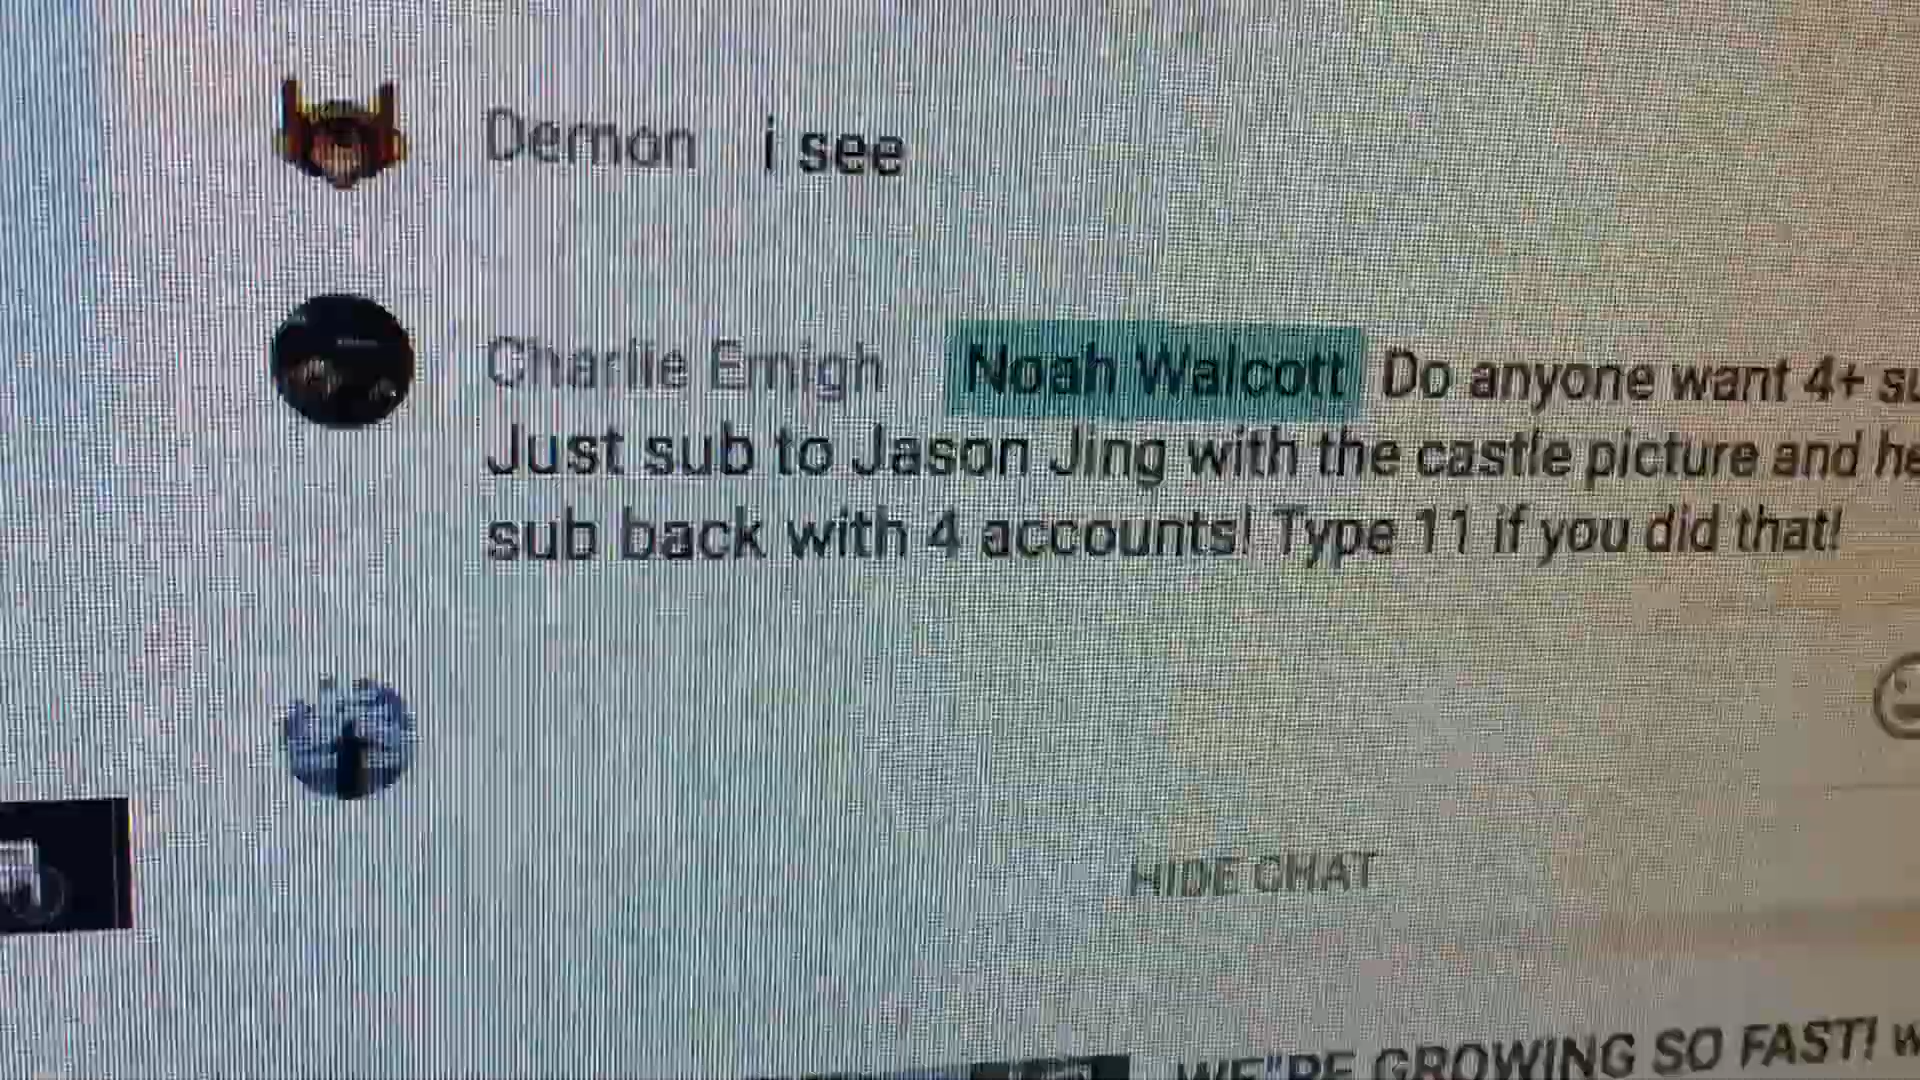 Demon i see
Charlie Emigh Noah Walcott Do anyone want 4+
Just sub to Jason Jing with the castle picture and
sub back with 4 accounts! Type 11 if you did that!
HIDE CHAT
WE"RE GROWING SO FAST!